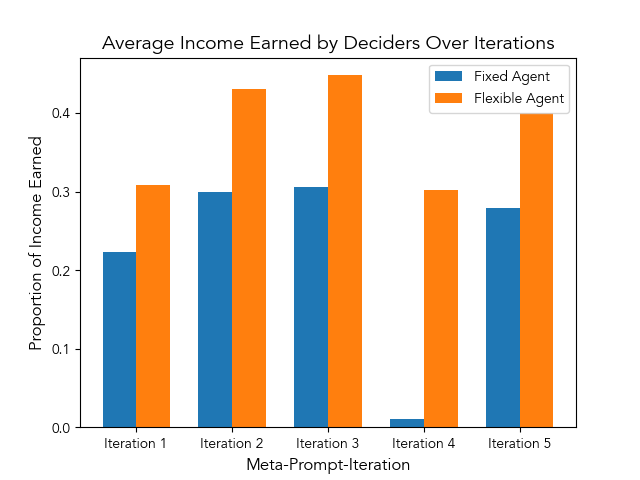 Average Income Earned by Deciders Over Iterations
Fixed Agent
Flexible Agent
Proportion of Income Earned
0.4
0.3
0.2
0.1
0.0
Iteration 1 Iteration 2 Iteration 3 Iteration 4 Iteration 5
Meta-Prompt-Iteration